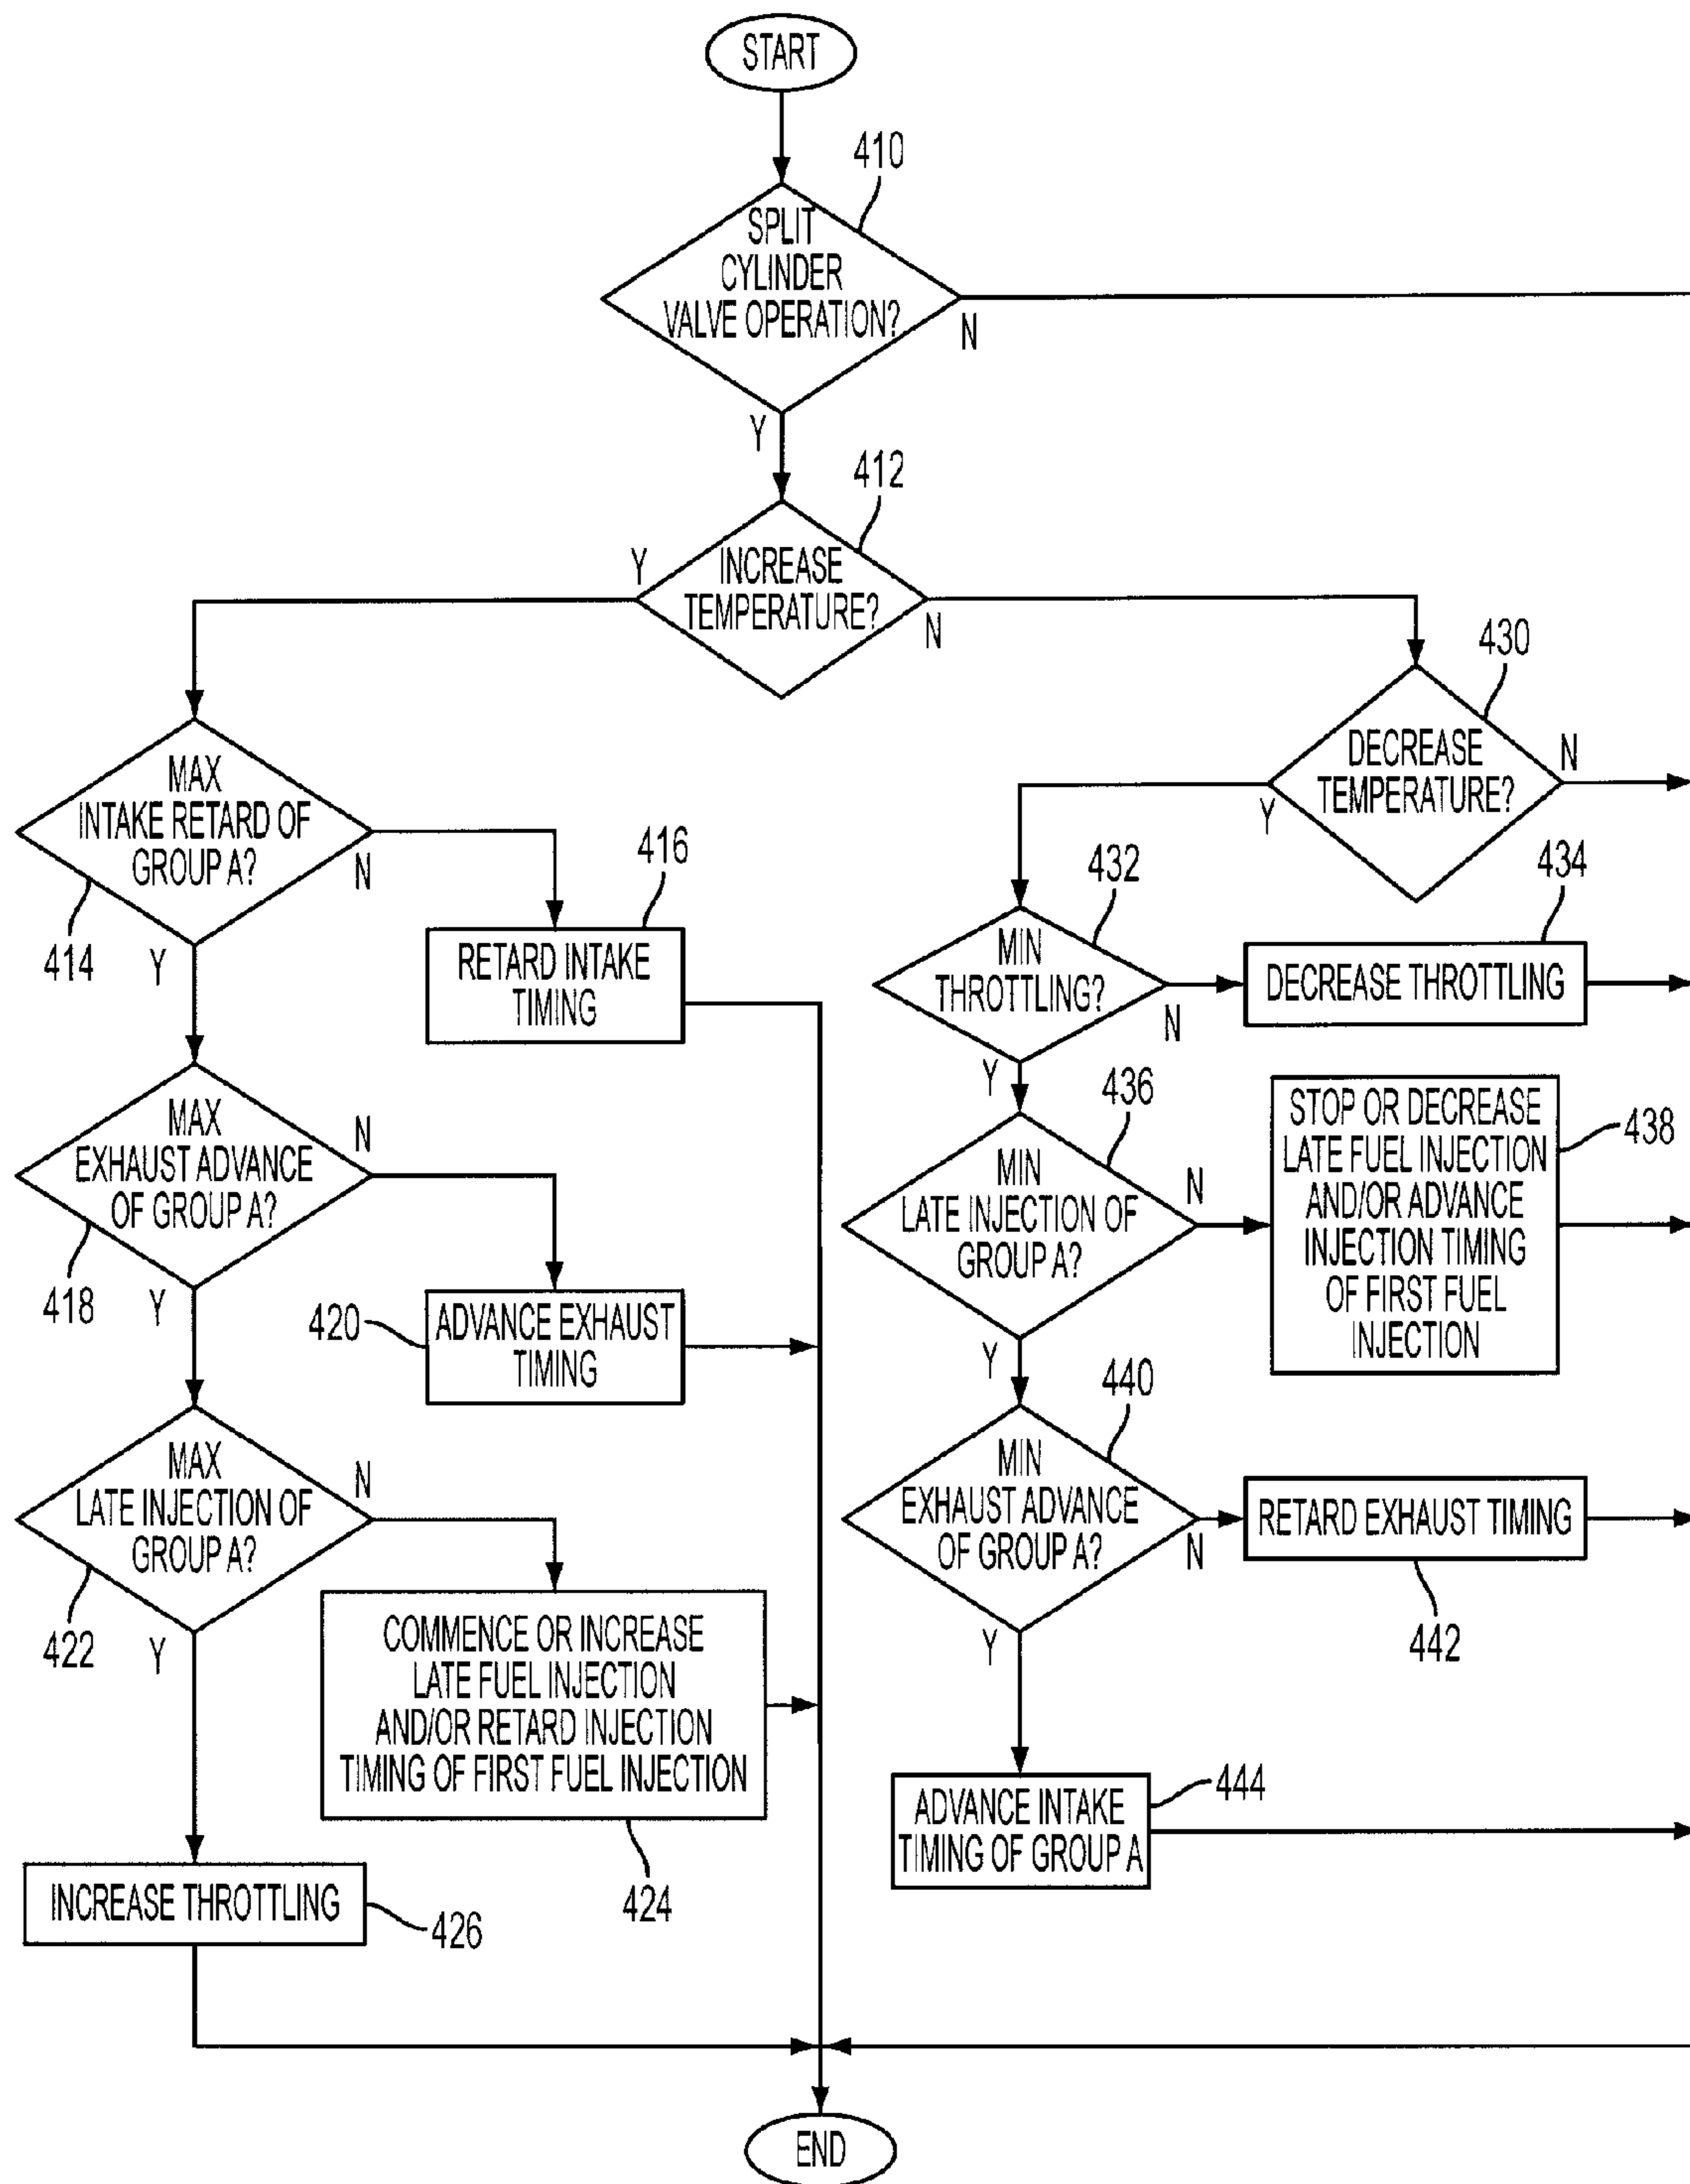 START
410
SPLIT
CYLINDER
VALVE OPERATION?
N
Y
412
INCREASE
TEMPERATURE?
Y
N
430
DECREASE
TEMPERATURE?
N
Y
MAX
INTAKE RETARD OF
GROUP A?
N
414
Y
416
RETARD INTAKE
TIMING
432
MIN
THROTTLING?
N
Y
434
DECREASE THROTTLING
MAX
EXHAUST ADVANCE
OF GROUP A?
N
418
Y
420
ADVANCE EXHAUST
TIMING
436
MIN
LATE INJECTION OF
GROUP A?
N
Y
STOP OR DECREASE
LATE FUEL INJECTION
AND/OR ADVANCE
INJECTION TIMING
OF FIRST FUEL
INJECTION
438
MAX
LATE INJECTION OF
GROUP A?
N
422
Y
COMMENCE OR INCREASE
LATE FUEL INJECTION
AND/OR RETARD INJECTION
TIMING OF FIRST FUEL INJECTION
424
440
MIN
EXHAUST ADVANCE
OF GROUP A?
N
Y
RETARD EXHAUST TIMING
442
ADVANCE INTAKE
TIMING OF GROUP A
444
INCREASE THROTTLING
426
END